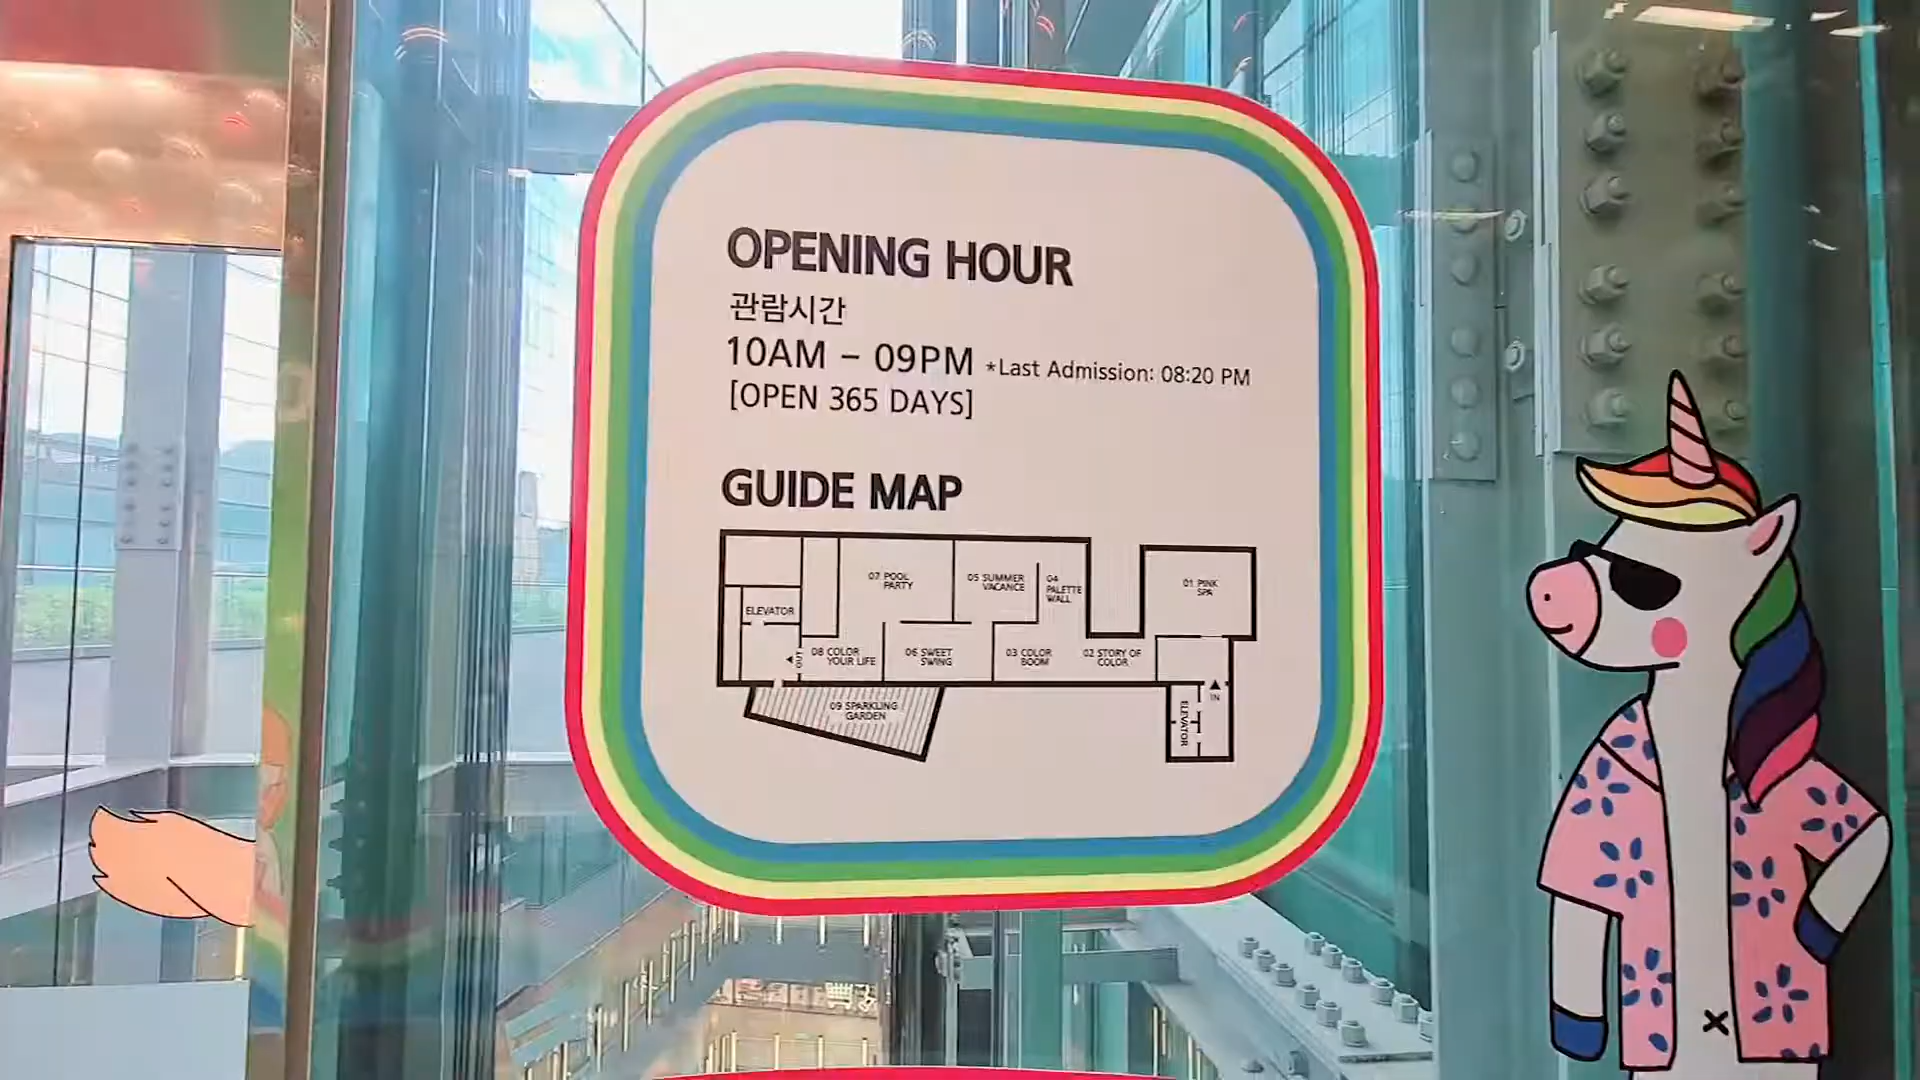 OPENING HOUR
관람시간
10AM – 09PM *Last Admission: 08:20 PM
[OPEN 365 DAYS]
GUIDE MAP
07 POOL
PARTY
05 SUMMER
VACANCE
04
PALETTE
WALL
01 PINK
SPA
ELEVATOR
OUT
08 COLOR
YOUR LIFE
06 SWEET
SWING
03 COLOR
BOOM
02 STORY OF
COLOR
09 SPARKLING
GARDEN
IN
ELEVATOR